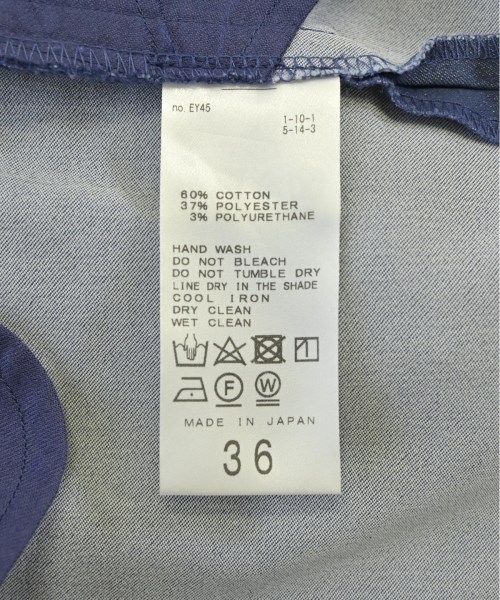 no. EY45
1-10-1
5-14-3
60% COTTON
37% POLYESTER
3% POLYURETHANE
HAND WASH
DO NOT BLEACH
DO NOT TUMBLE DRY
LINE DRY IN THE SHADE
COOL IRON
DRY CLEAN
WET CLEAN
F W
MADE IN JAPAN
36